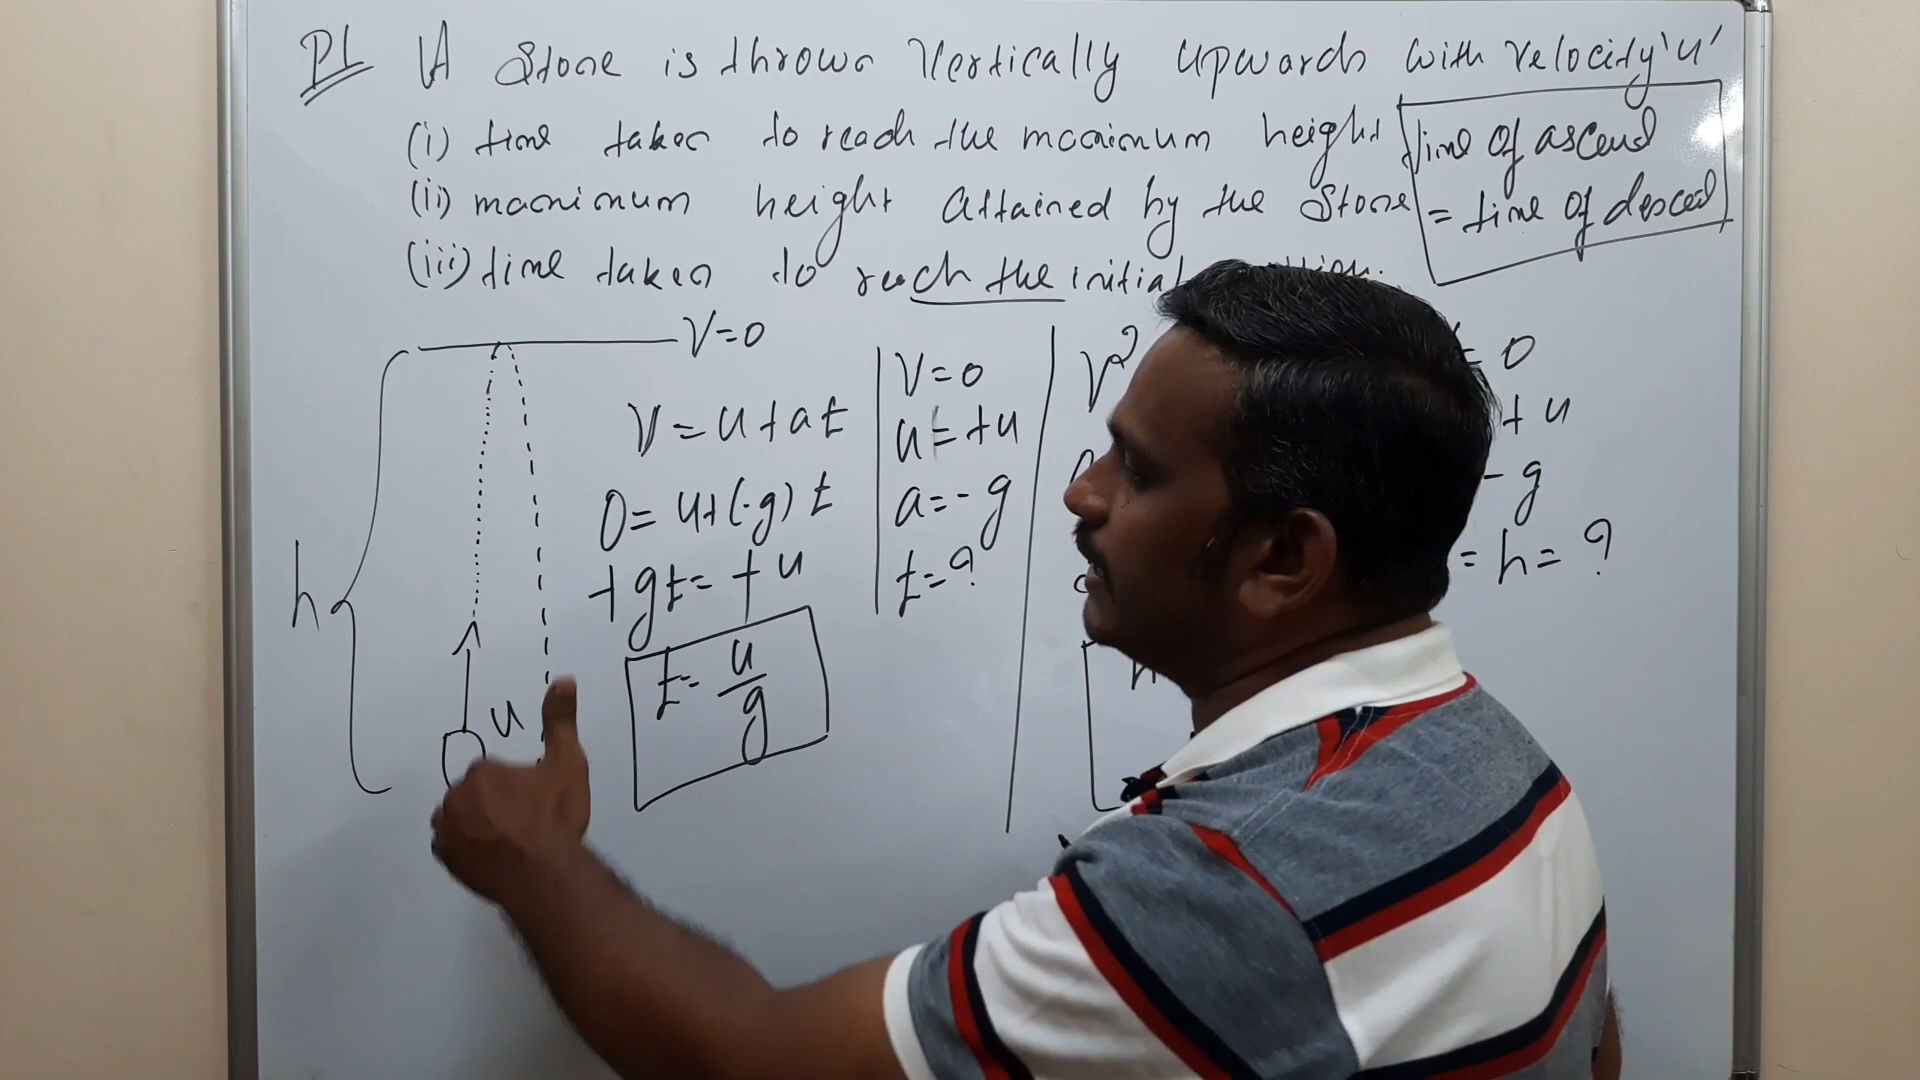 P1 A Stone is thrown Vertically upwards with velocity 'u'
(i) time taken to reach the maximum height
(ii) maximum height attained by the Stone
(iii) time taken to reach the initial
time of ascend
= time of descend
h
V=0
u
V = u + at
0 = u + (-g) t
+gt = +u
t = u/g
V = 0
u = +u
a = -g
t = ?
V²
= 0
+ u
- g
= h = ?